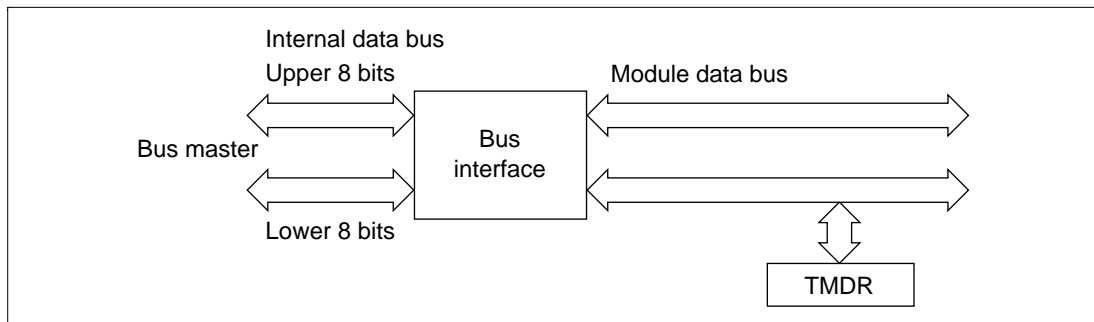 Internal data bus
Upper 8 bits
Module data bus
Bus master
Bus
interface
Lower 8 bits
TMDR